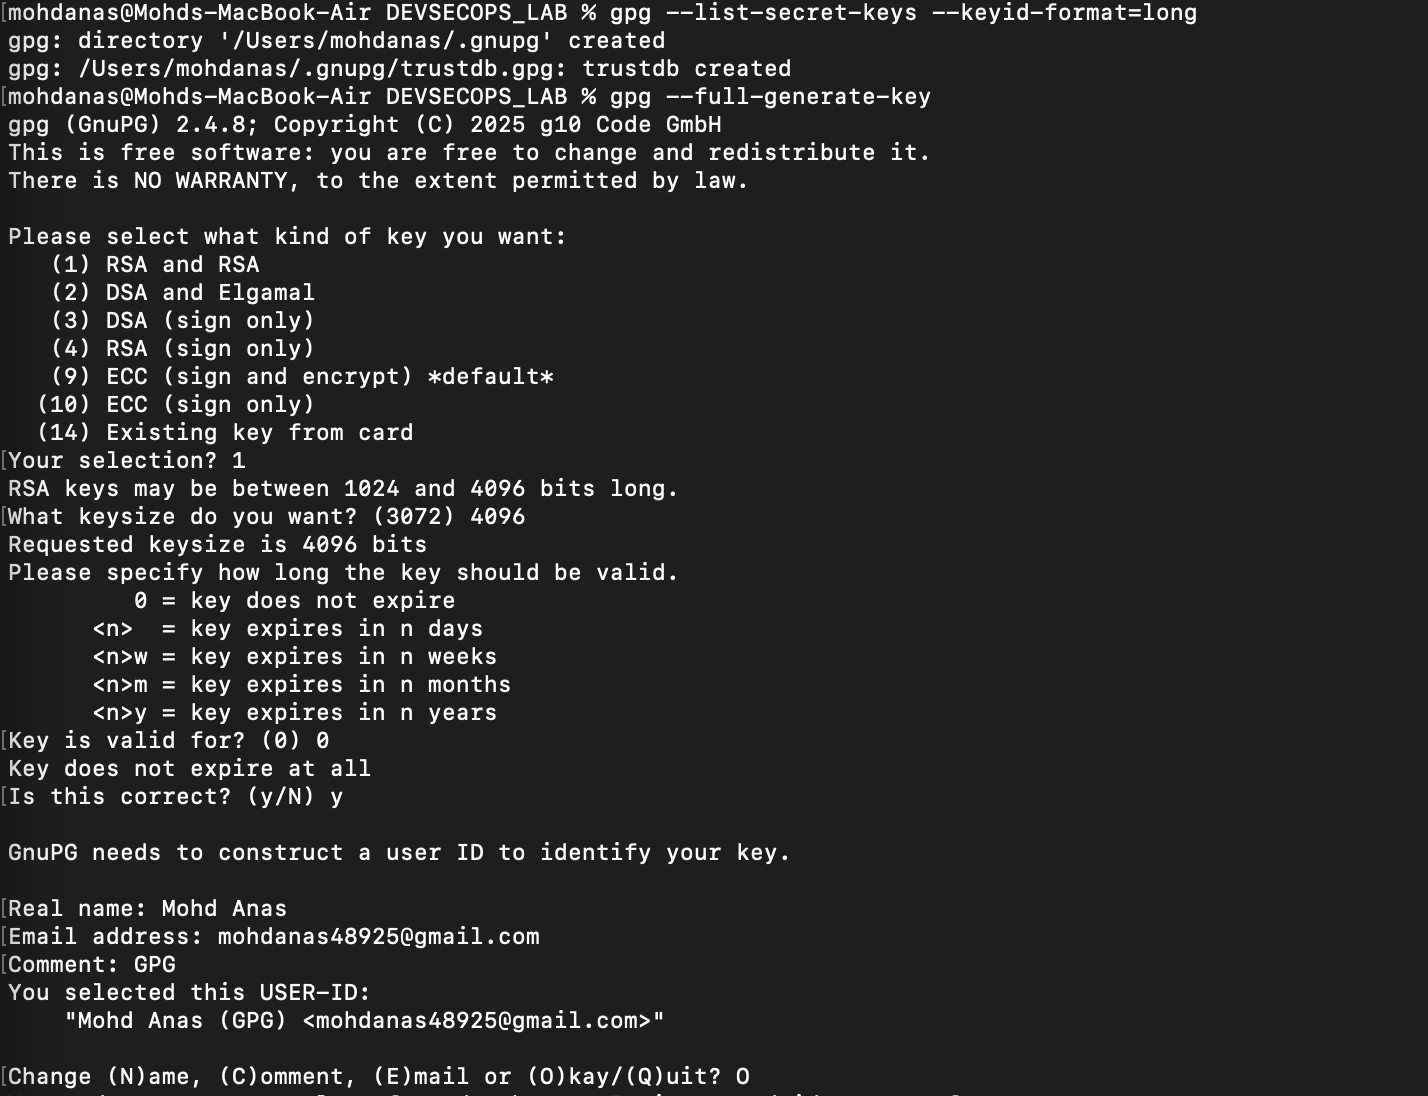 [mohdanas@Mohds-MacBook-Air DEVSECOPS_LAB % gpg --list-secret-keys --keyid-format=long
gpg: directory '/Users/mohdanas/.gnupg' created
gpg: /Users/mohdanas/.gnupg/trustdb.gpg: trustdb created
[mohdanas@Mohds-MacBook-Air DEVSECOPS_LAB % gpg --full-generate-key
gpg (GnuPG) 2.4.8; Copyright (C) 2025 g10 Code GmbH
This is free software: you are free to change and redistribute it.
There is NO WARRANTY, to the extent permitted by law.
Please select what kind of key you want:
(1) RSA and RSA
(2) DSA and Elgamal
(3) DSA (sign only)
(4) RSA (sign only)
(9) ECC (sign and encrypt) *default*
(10) ECC (sign only)
(14) Existing key from card
[Your selection? 1
RSA keys may be between 1024 and 4096 bits long.
[What keysize do you want? (3072) 4096
Requested keysize is 4096 bits
Please specify how long the key should be valid.
0 = key does not expire
<n>  = key expires in n days
<n>w = key expires in n weeks
<n>m = key expires in n months
<n>y = key expires in n years
[Key is valid for? (0) 0
Key does not expire at all
[Is this correct? (y/N) y
GnuPG needs to construct a user ID to identify your key.
[Real name: Mohd Anas
[Email address: mohdanas48925@gmail.com
[Comment: GPG
You selected this USER-ID:
"Mohd Anas (GPG) <mohdanas48925@gmail.com>"
[Change (N)ame, (C)omment, (E)mail or (O)kay/(Q)uit? O